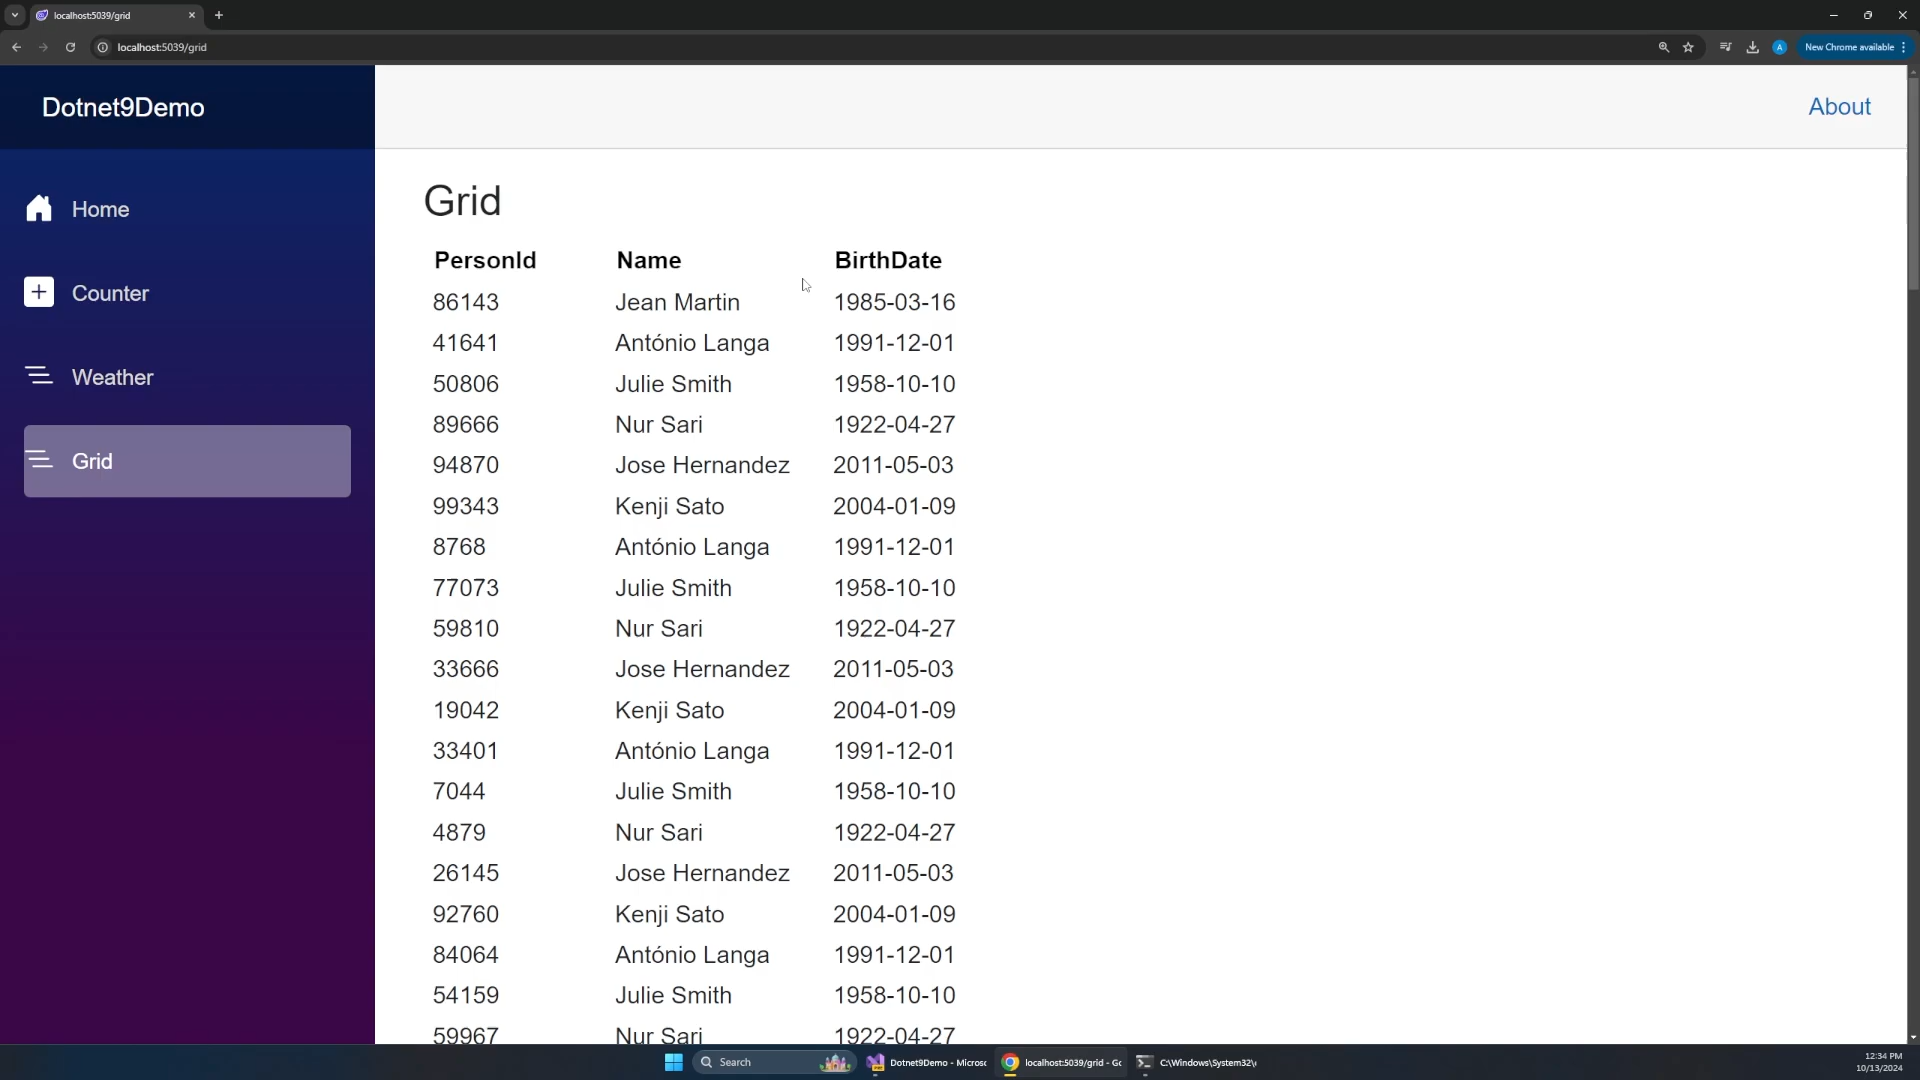 localhost:5039/grid
localhost:5039/grid
A
New Chrome available
Dotnet9Demo
About
Home
Counter
Weather
Grid
Grid
PersonId Name BirthDate
86143 Jean Martin 1985-03-16
41641 António Langa 1991-12-01
50806 Julie Smith 1958-10-10
89666 Nur Sari 1922-04-27
94870 Jose Hernandez 2011-05-03
99343 Kenji Sato 2004-01-09
8768 António Langa 1991-12-01
77073 Julie Smith 1958-10-10
59810 Nur Sari 1922-04-27
33666 Jose Hernandez 2011-05-03
19042 Kenji Sato 2004-01-09
33401 António Langa 1991-12-01
7044 Julie Smith 1958-10-10
4879 Nur Sari 1922-04-27
26145 Jose Hernandez 2011-05-03
92760 Kenji Sato 2004-01-09
84064 António Langa 1991-12-01
54159 Julie Smith 1958-10-10
59967 Nur Sari 1922-04-27
Search
Dotnet9Demo - Micros
localhost:5039/grid - G
C:\Windows\System32\
12:34 PM
10/13/2024